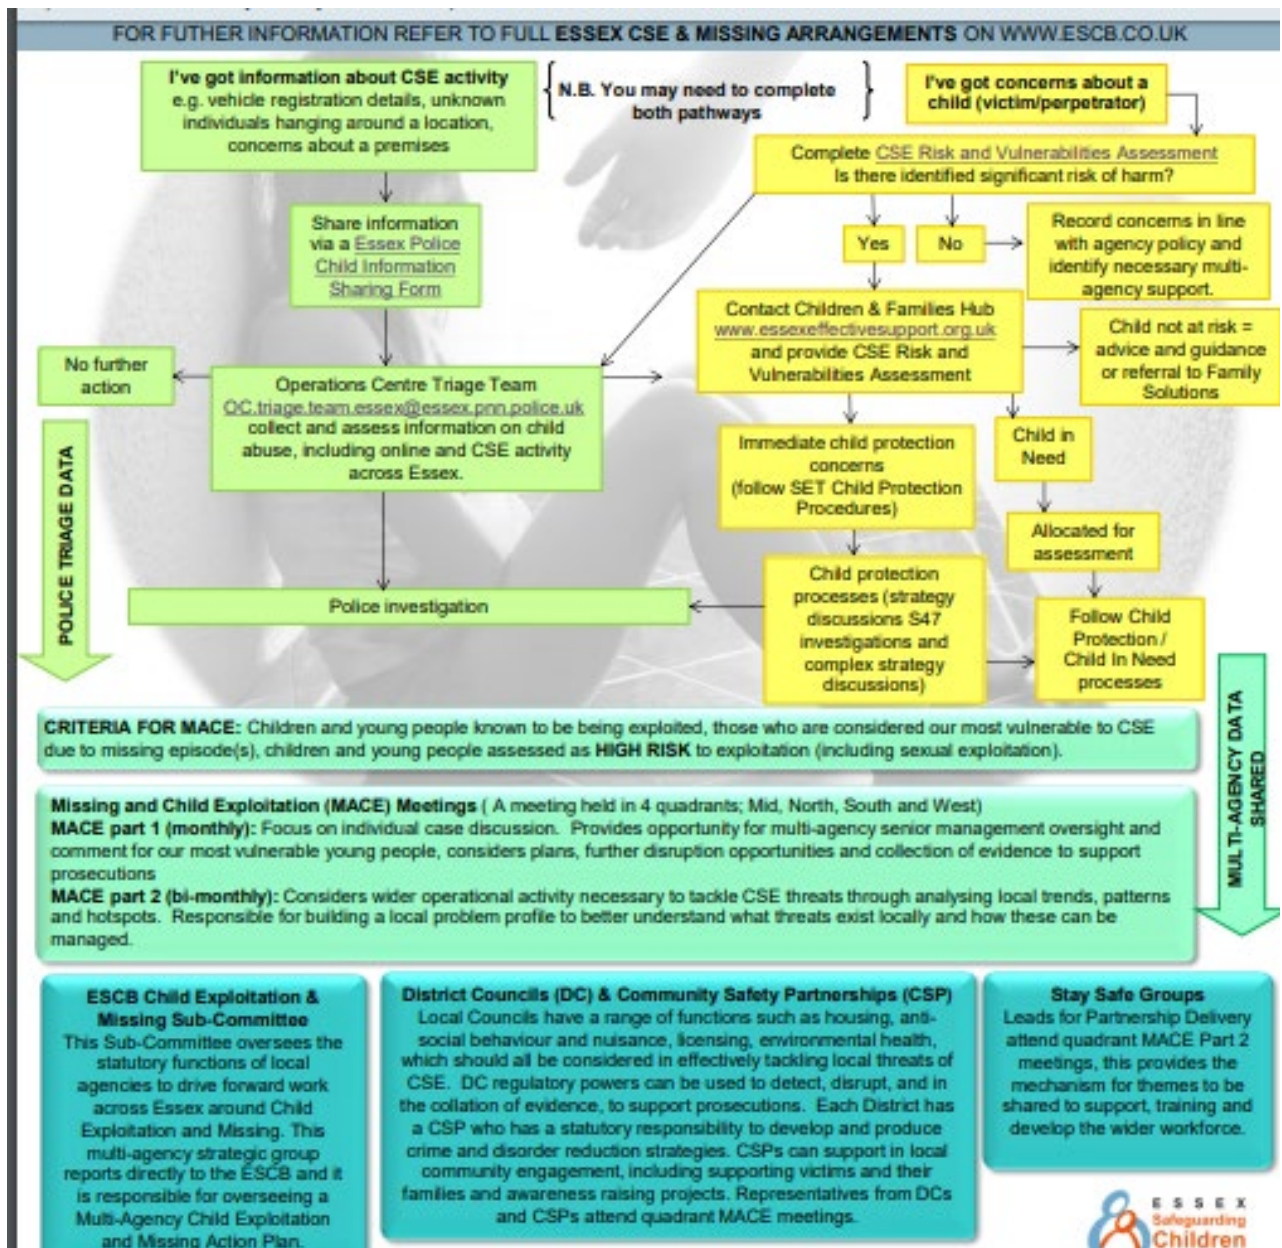 FOR FUTHER INFORMATION REFER TO FULL ESSEX CSE & MISSING ARRANGEMENTS ON WWW.ESCB.CO.UK
I've got information about CSE activity
e.g. vehicle registration details, unknown
individuals hanging around a location,
concerns about a premises
N.B. You may need to complete
both pathways
I've got concerns about a
child (victim/perpetrator)
Complete CSE Risk and Vulnerabilities Assessment
Is there identified significant risk of harm?
Share information
via a Essex Police
Child Information
Sharing Form
Yes
No
Record concerns in line
with agency policy and
identify necessary multi-
agency support.
Contact Children & Families Hub
www.essexeffectivesupport.org.uk
and provide CSE Risk and
Vulnerabilities Assessment
Child not at risk =
advice and guidance
or referral to Family
Solutions
No further
action
Operations Centre Triage Team
OC.triage.team.essex@essex.pnn.police.uk
collect and assess information on child
abuse, including online and CSE activity
across Essex.
Immediate child protection
concerns
(follow SET Child Protection
Procedures)
Child in
Need
Allocated for
assessment
POLICE TRIAGE DATA
Police investigation
Child protection
processes (strategy
discussions S47
investigations and
complex strategy
discussions)
Follow Child
Protection /
Child In Need
processes
MULTI-AGENCY DATA
SHARED
CRITERIA FOR MACE: Children and young people known to be being exploited, those who are considered our most vulnerable to CSE
due to missing episode(s), children and young people assessed as HIGH RISK to exploitation (including sexual exploitation).
Missing and Child Exploitation (MACE) Meetings ( A meeting held in 4 quadrants; Mid, North, South and West)
MACE part 1 (monthly): Focus on individual case discussion. Provides opportunity for multi-agency senior management oversight and
comment for our most vulnerable young people, considers plans, further disruption opportunities and collection of evidence to support
prosecutions
MACE part 2 (bi-monthly): Considers wider operational activity necessary to tackle CSE threats through analysing local trends, patterns
and hotspots. Responsible for building a local problem profile to better understand what threats exist locally and how these can be
managed.
ESCB Child Exploitation &
Missing Sub-Committee
This Sub-Committee oversees the
statutory functions of local
agencies to drive forward work
across Essex around Child
Exploitation and Missing. This
multi-agency strategic group
reports directly to the ESCB and it
is responsible for overseeing a
Multi-Agency Child Exploitation
and Missing Action Plan.
District Councils (DC) & Community Safety Partnerships (CSP)
Local Councils have a range of functions such as housing, anti-
social behaviour and nuisance, licensing, environmental health,
which should all be considered in effectively tackling local threats of
CSE. DC regulatory powers can be used to detect, disrupt, and in
the collation of evidence, to support prosecutions. Each District has
a CSP who has a statutory responsibility to develop and produce
crime and disorder reduction strategies. CSPs can support in local
community engagement, including supporting victims and their
families and awareness raising projects. Representatives from DCs
and CSPs attend quadrant MACE meetings.
Stay Safe Groups
Leads for Partnership Delivery
attend quadrant MACE Part 2
meetings, this provides the
mechanism for themes to be
shared to support, training and
develop the wider workforce.
ESSEX
Safeguarding
Children